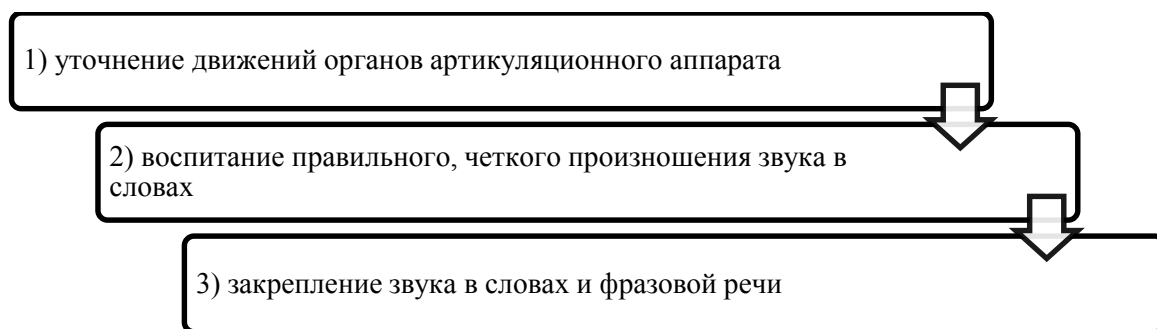 1) уточнение движений органов артикуляционного аппарата
2) воспитание правильного, четкого произношения звука в
словах
3) закрепление звука в словах и фразовой речи